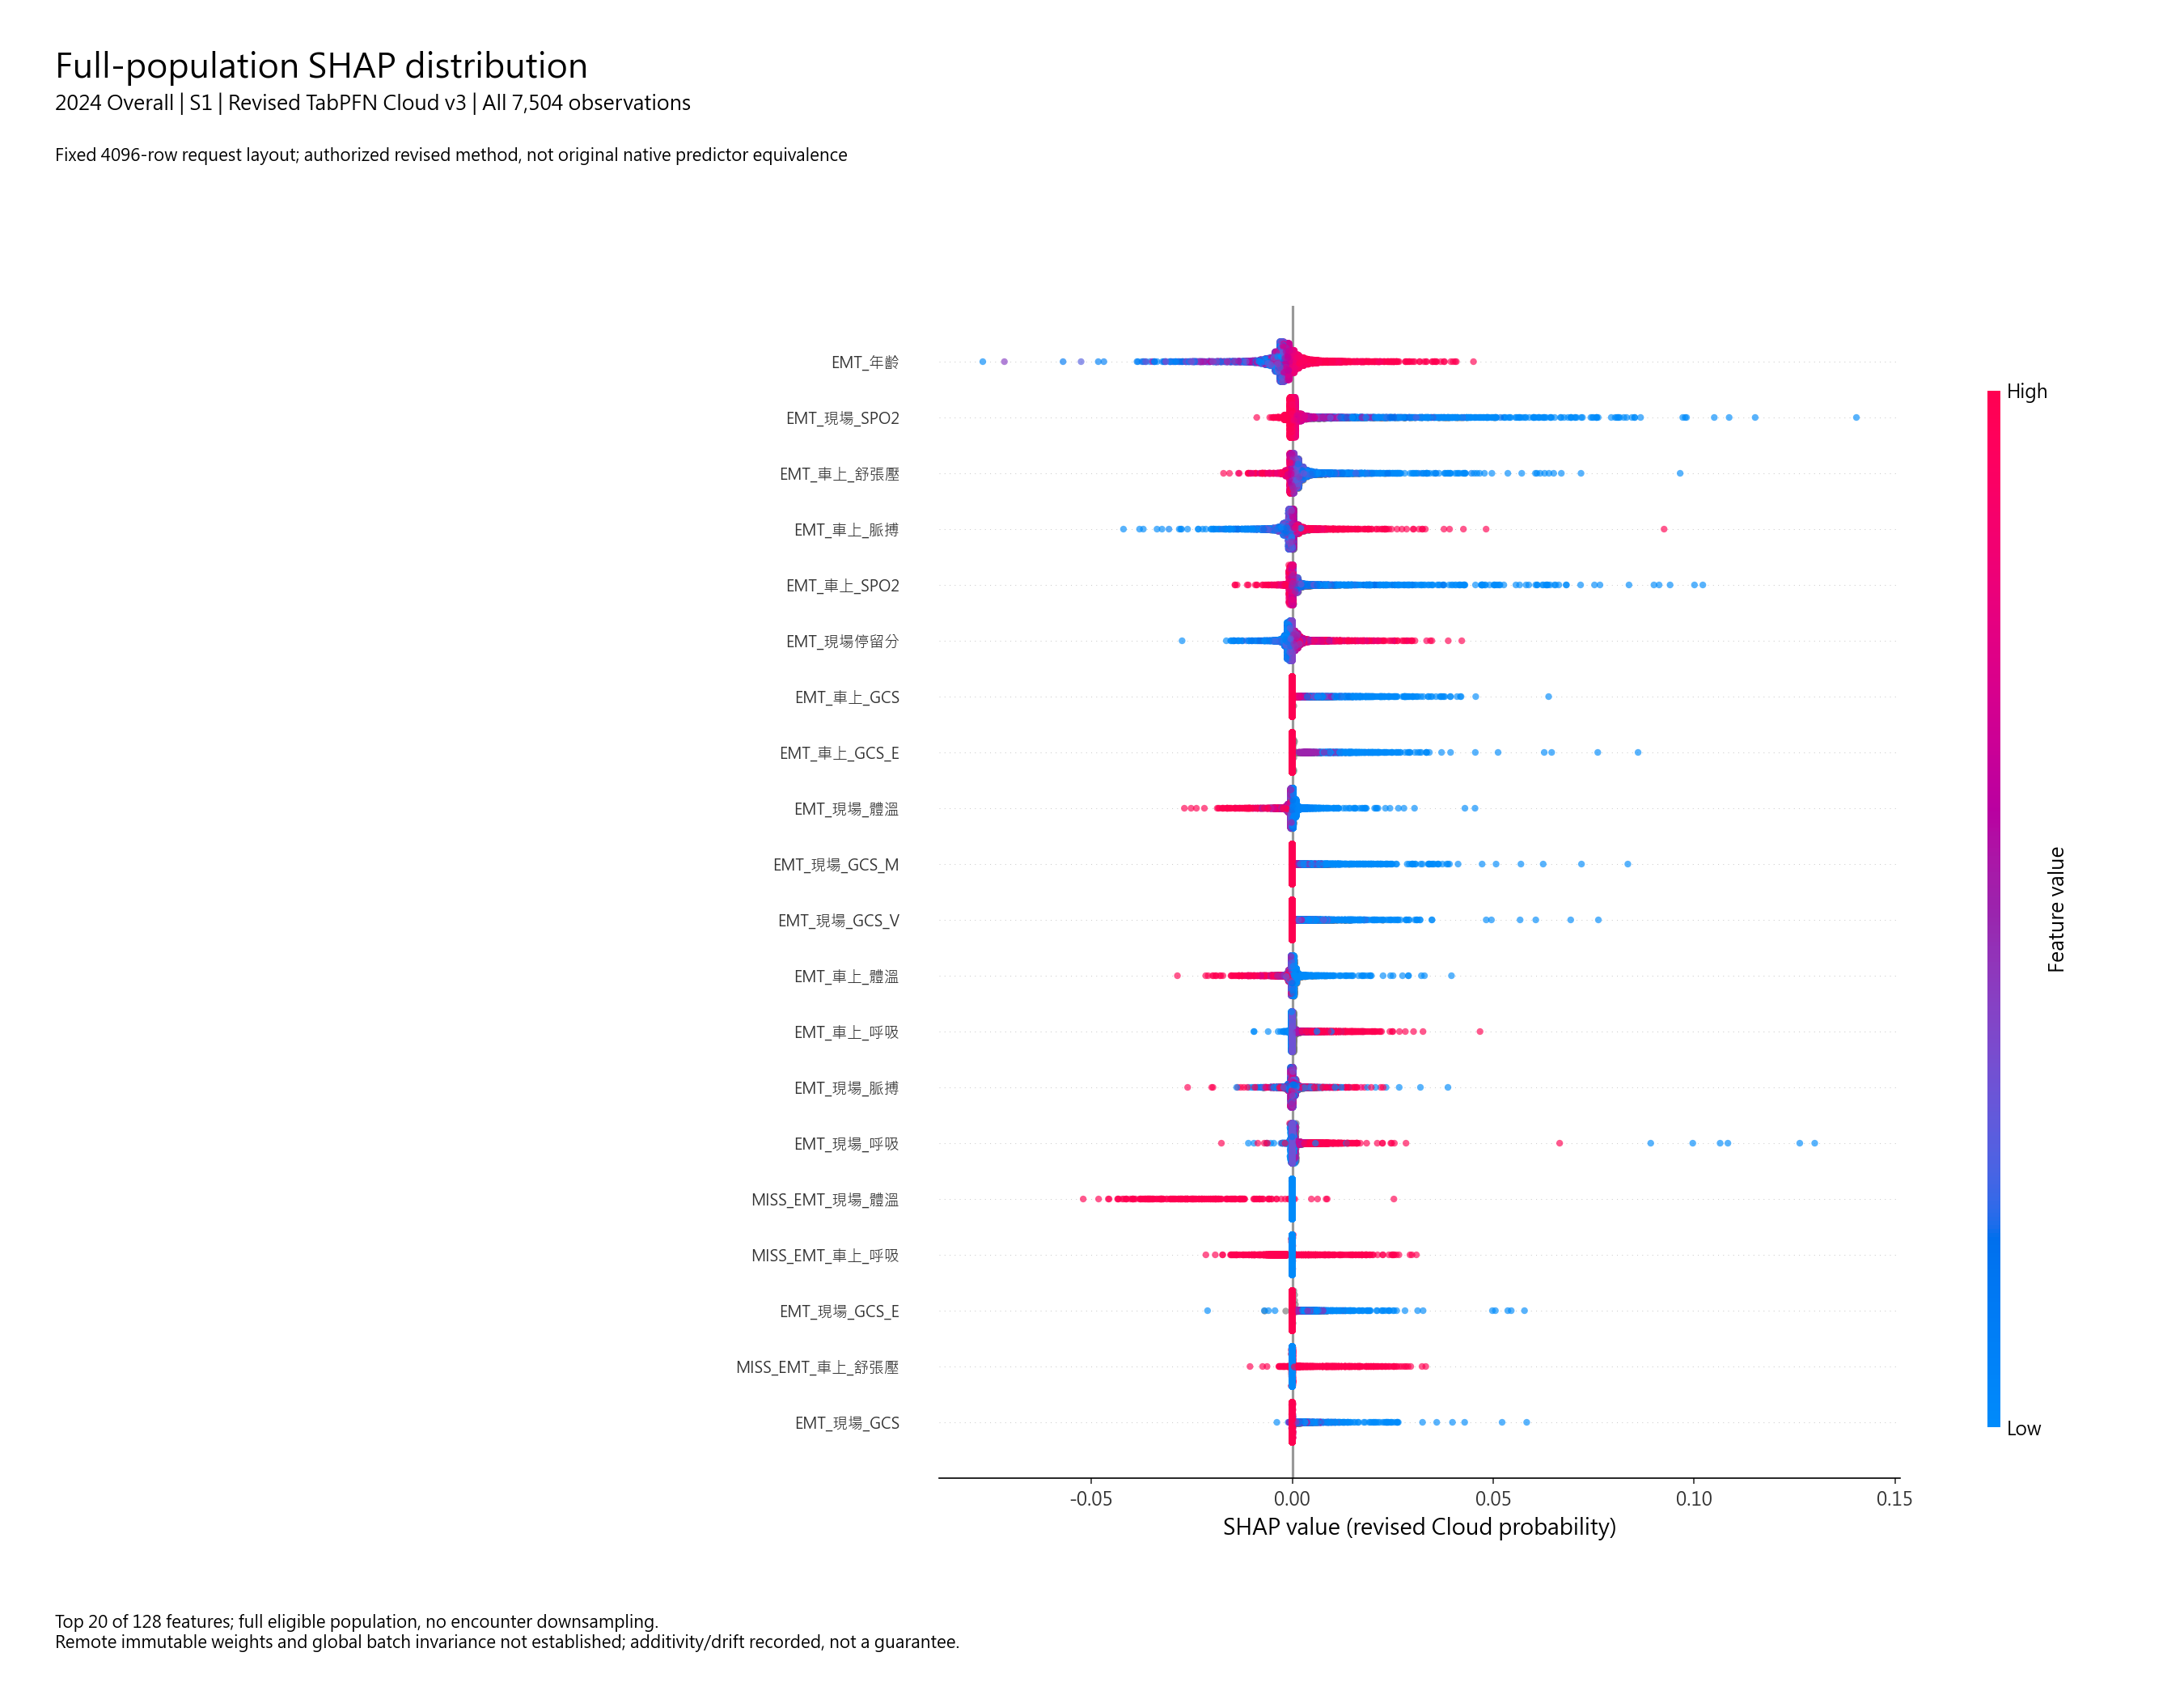 Full-population SHAP distribution
2024 Overall | S1 | Revised TabPFN Cloud v3 | All 7,504 observations
Fixed 4096-row request layout; authorized revised method, not original native predictor equivalence
EMT_年齡
EMT_現場_SPO2
EMT_車上_舒張壓
EMT_車上_脈搏
EMT_車上_SPO2
EMT_現場停留分
EMT_車上_GCS
EMT_車上_GCS_E
EMT_現場_體溫
EMT_現場_GCS_M
EMT_現場_GCS_V
EMT_車上_體溫
EMT_車上_呼吸
EMT_現場_脈搏
EMT_現場_呼吸
MISS_EMT_現場_體溫
MISS_EMT_車上_呼吸
EMT_現場_GCS_E
MISS_EMT_車上_舒張壓
EMT_現場_GCS
-0.05 0.00 0.05 0.10 0.15
SHAP value (revised Cloud probability)
High
Feature value
Low
Top 20 of 128 features; full eligible population, no encounter downsampling.
Remote immutable weights and global batch invariance not established; additivity/drift recorded, not a guarantee.